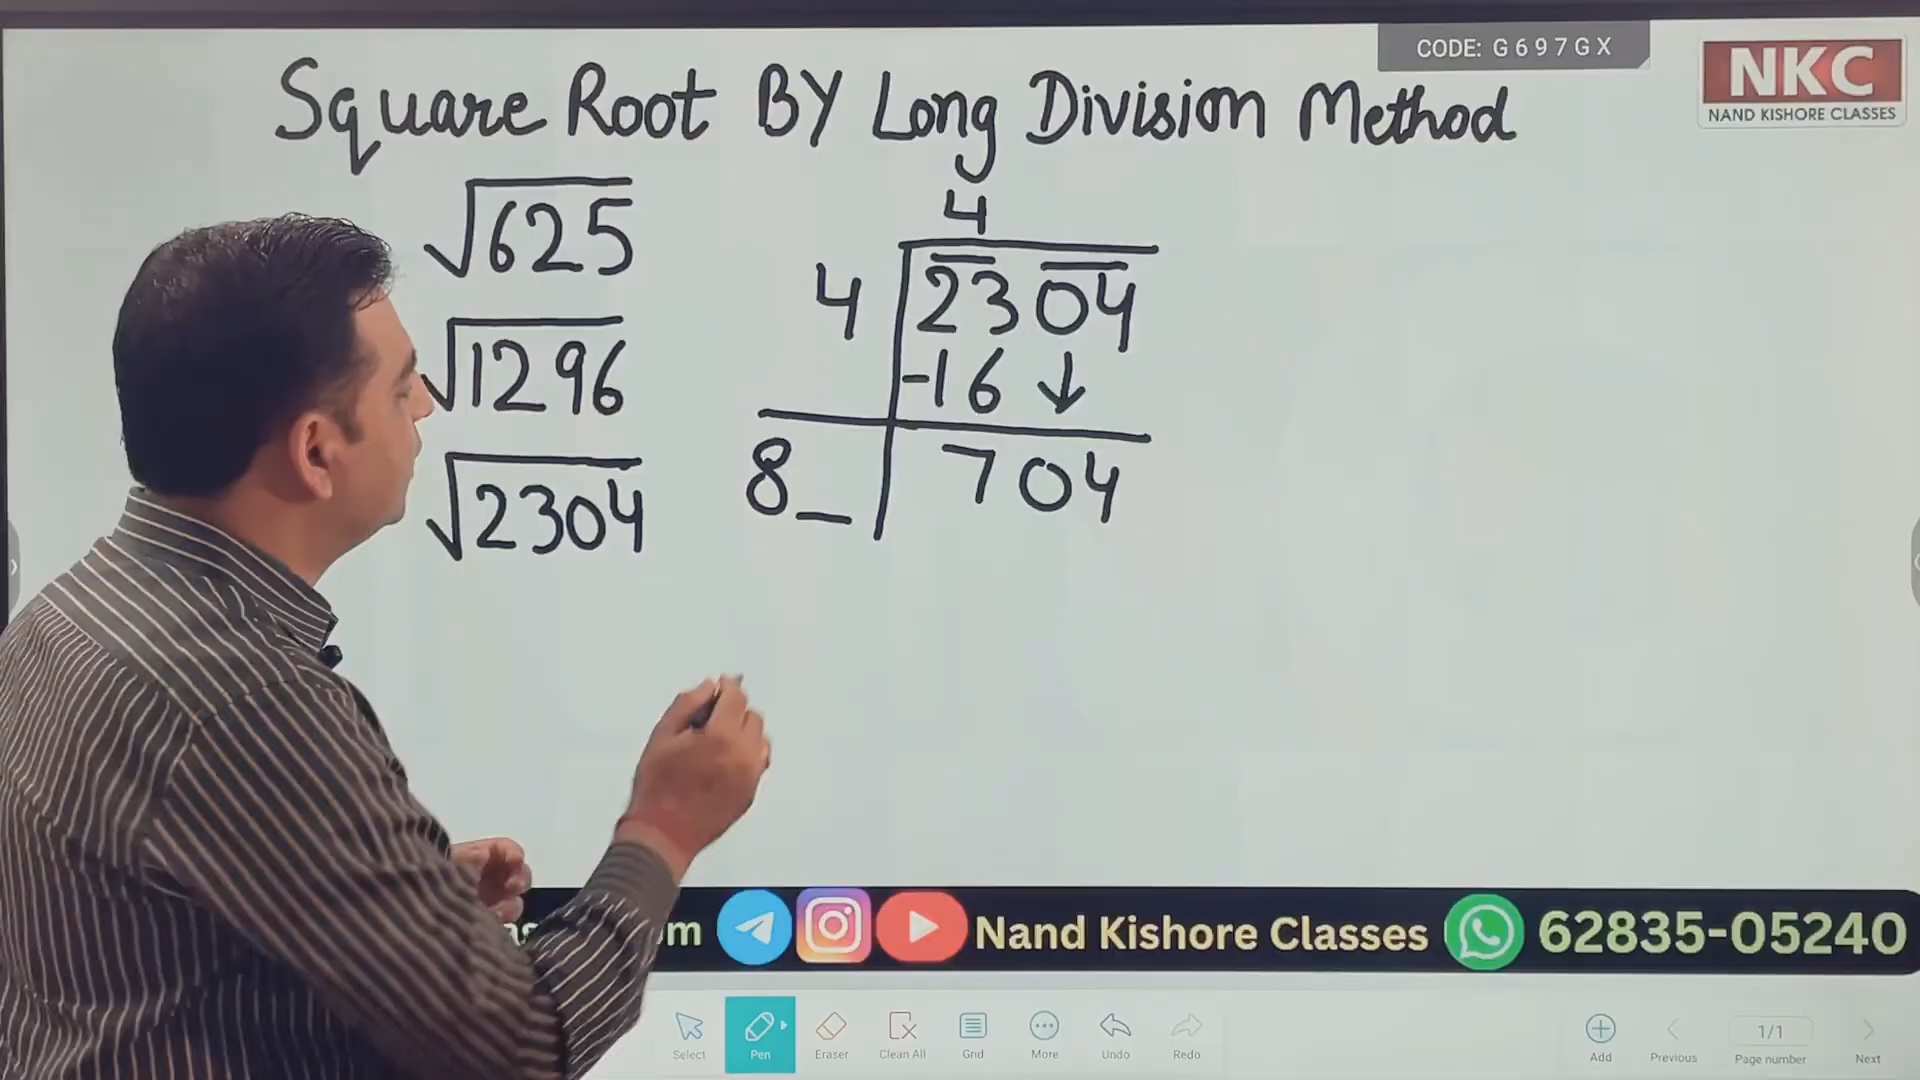 CODE: G697GX
NKC
NAND KISHORE CLASSES
Square Root BY Long Division Method
√625
√1296
√2304
4
4 2304
-16 ↓
8_ 704
Nand Kishore Classes 62835-05240
Select Pen Eraser Clean All Grid More Undo Redo Add Previous 1/1 Page number Next